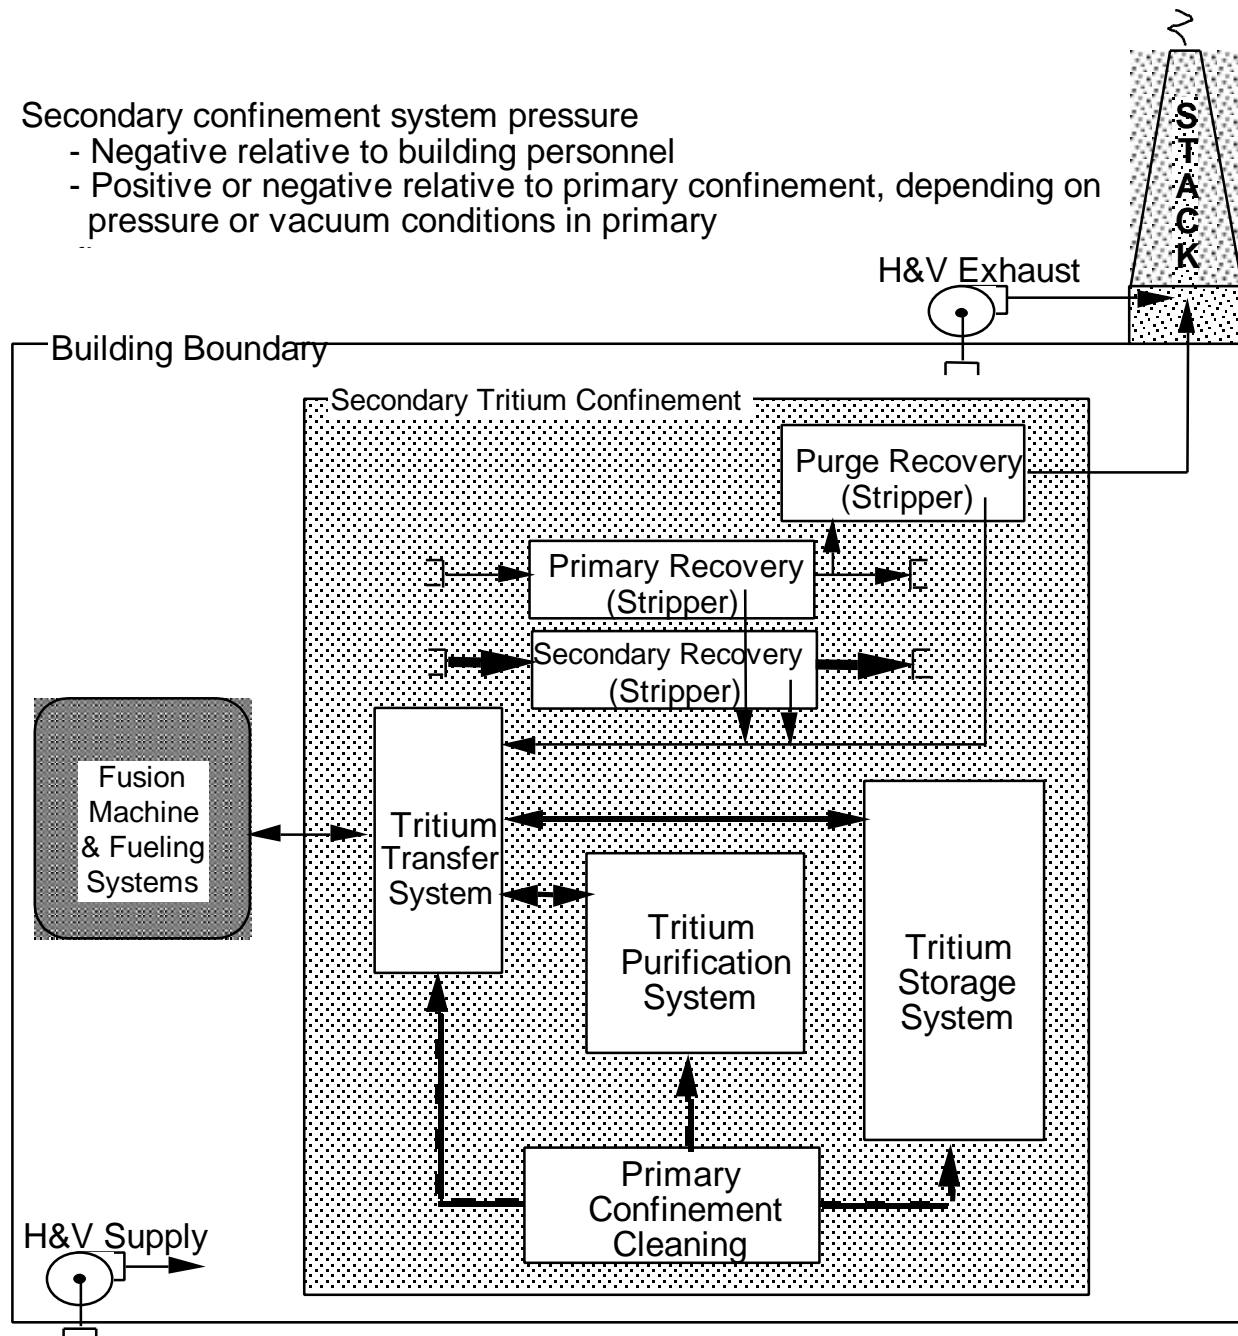 Secondary confinement system pressure
- Negative relative to building personnel
- Positive or negative relative to primary confinement, depending on
pressure or vacuum conditions in primary
STACK
H&V Exhaust
Building Boundary
Secondary Tritium Confinement
Purge Recovery
(Stripper)
Primary Recovery
(Stripper)
Secondary Recovery
(Stripper)
Fusion
Machine
& Fueling
Systems
Tritium
Transfer
System
Tritium
Purification
System
Tritium
Storage
System
Primary
Confinement
Cleaning
H&V Supply